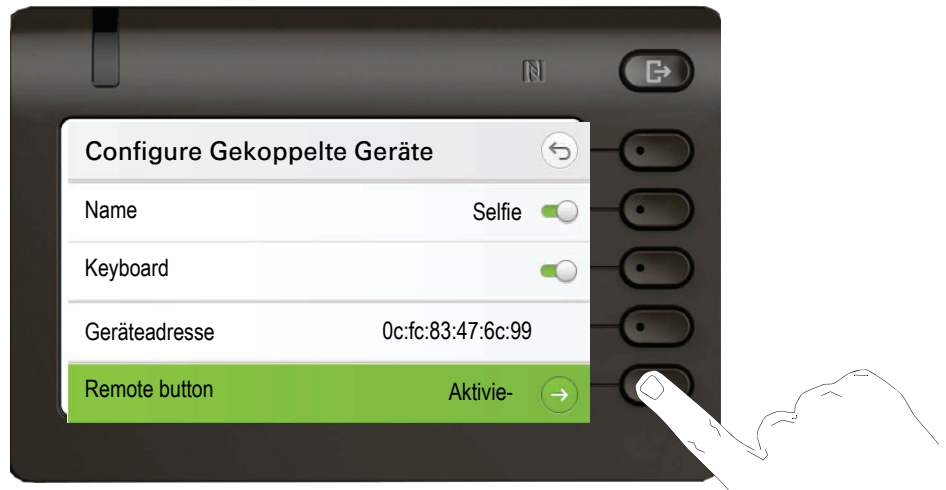 Configure Gekoppelte Geräte
Name Selfie
Keyboard
Geräteadresse 0c:fc:83:47:6c:99
Remote button Aktivie-